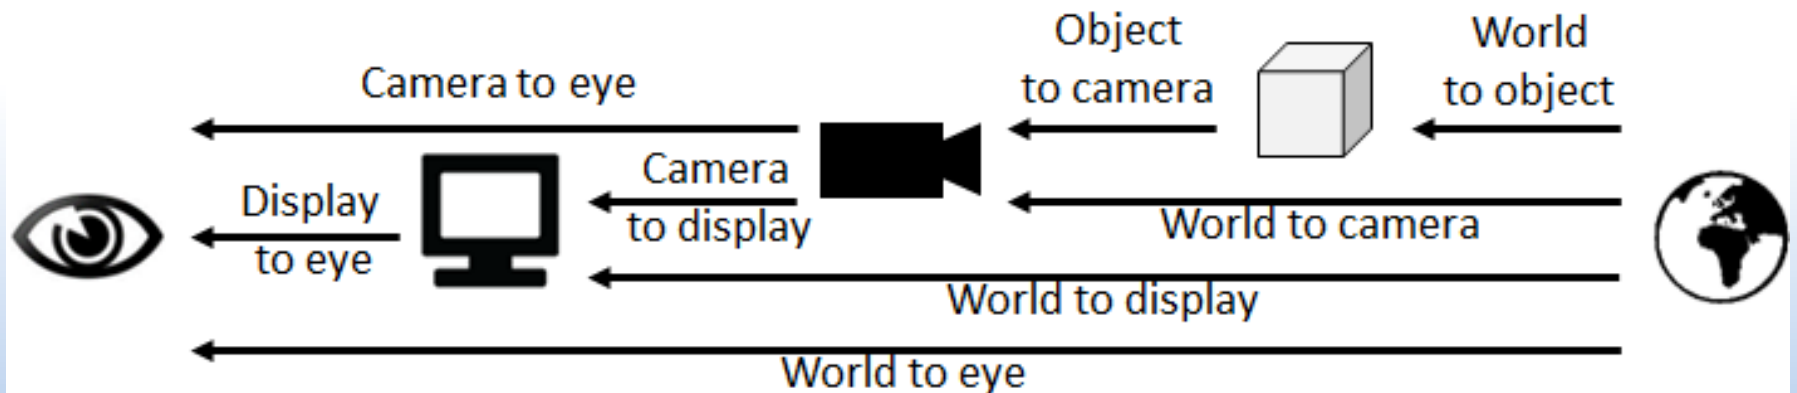 Object
to camera
World
to object
Camera to eye
Camera
to display
Display
to eye
World to camera
World to display
World to eye